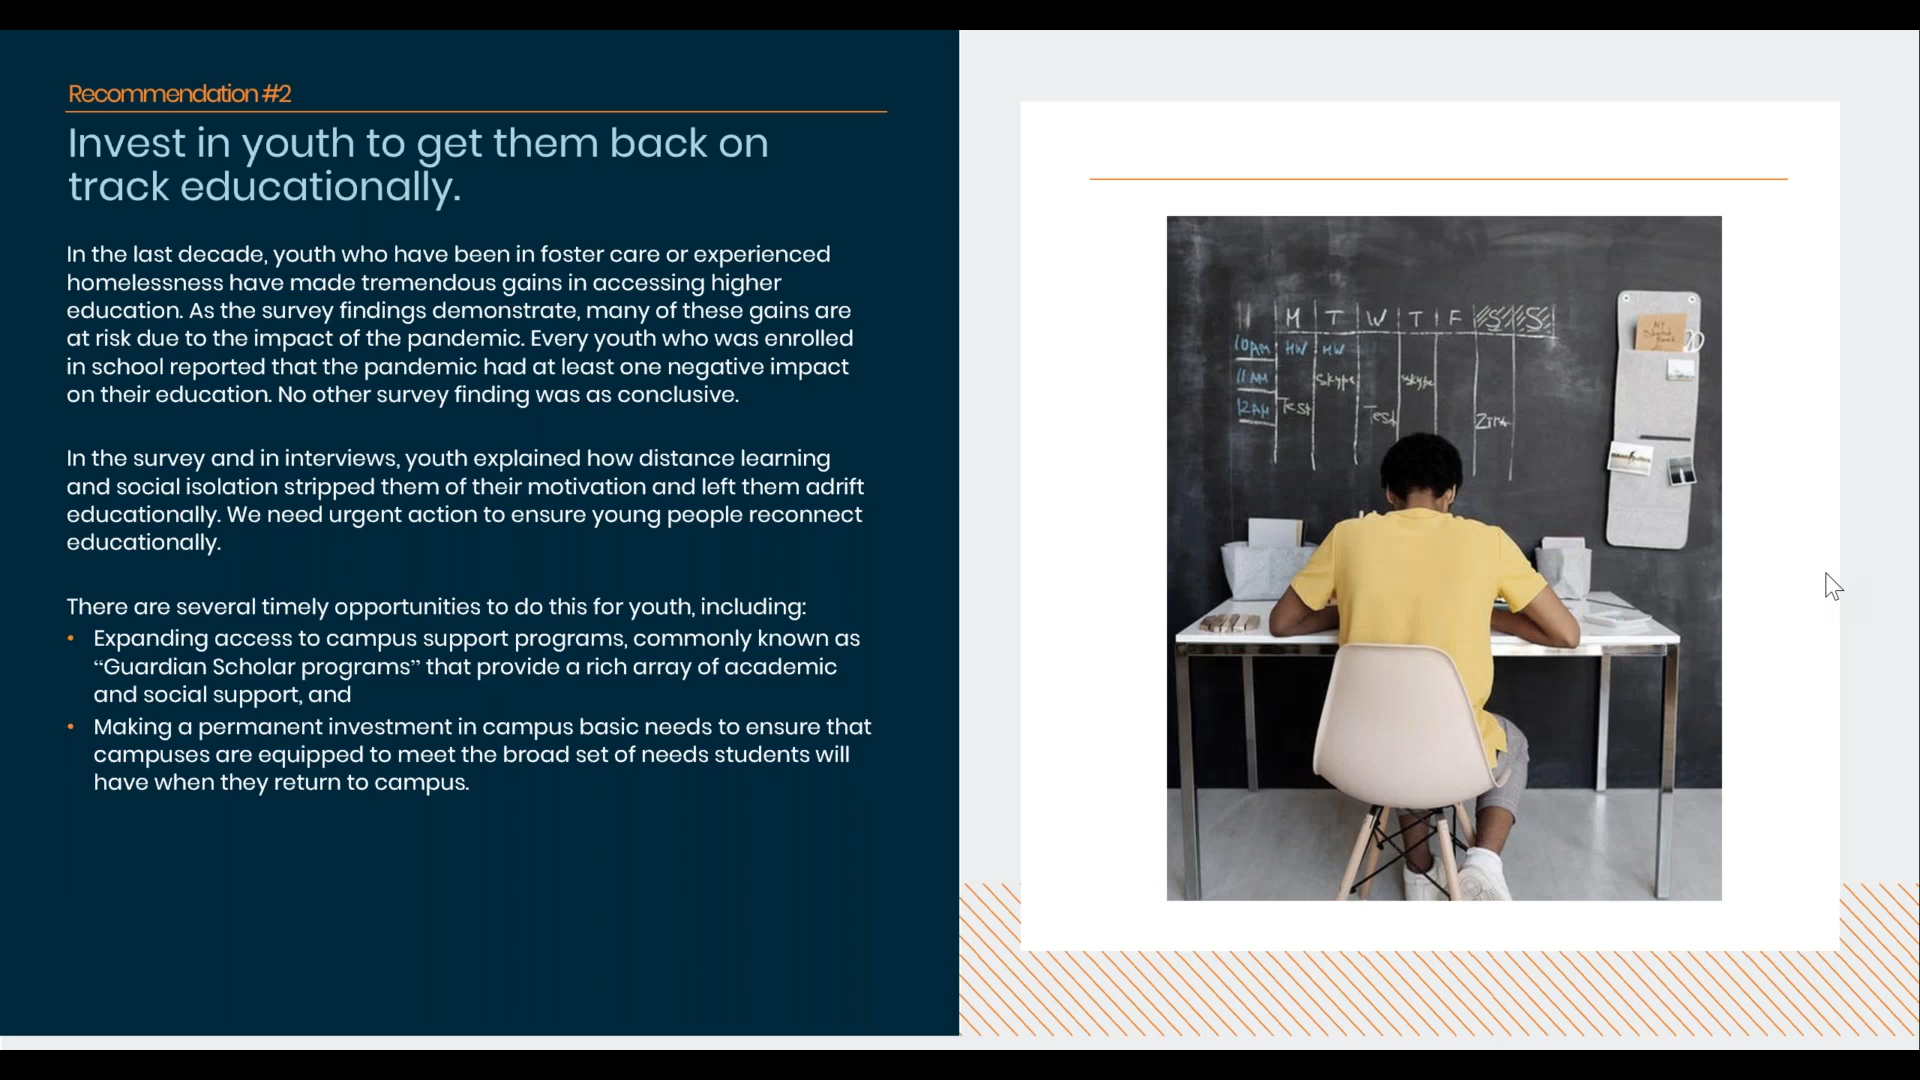 Recommendation #2
Invest in youth to get them back on
track educationally.
In the last decade, youth who have been in foster care or experienced
homelessness have made tremendous gains in accessing higher
education. As the survey findings demonstrate, many of these gains are
at risk due to the impact of the pandemic. Every youth who was enrolled
in school reported that the pandemic had at least one negative impact
on their education. No other survey finding was as conclusive.
In the survey and in interviews, youth explained how distance learning
and social isolation stripped them of their motivation and left them adrift
educationally. We need urgent action to ensure young people reconnect
educationally.
There are several timely opportunities to do this for youth, including:
• Expanding access to campus support programs, commonly known as
“Guardian Scholar programs” that provide a rich array of academic
and social support, and
• Making a permanent investment in campus basic needs to ensure that
campuses are equipped to meet the broad set of needs students will
have when they return to campus.
M T W T F S S
10AM HW HW
11AM Skype Skype
12AM Test Test